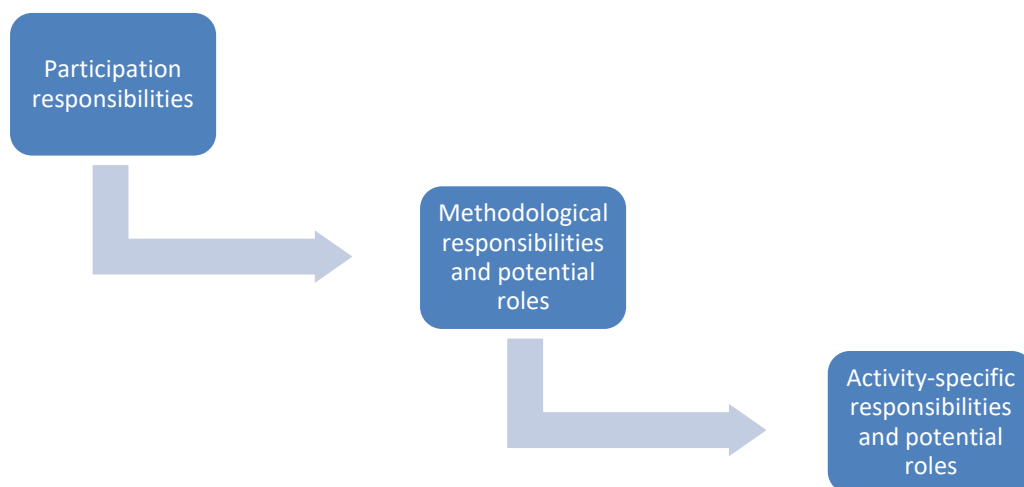 Participation
responsibilities
Methodological
responsibilities
and potential
roles
Activity-specific
responsibilities
and potential
roles